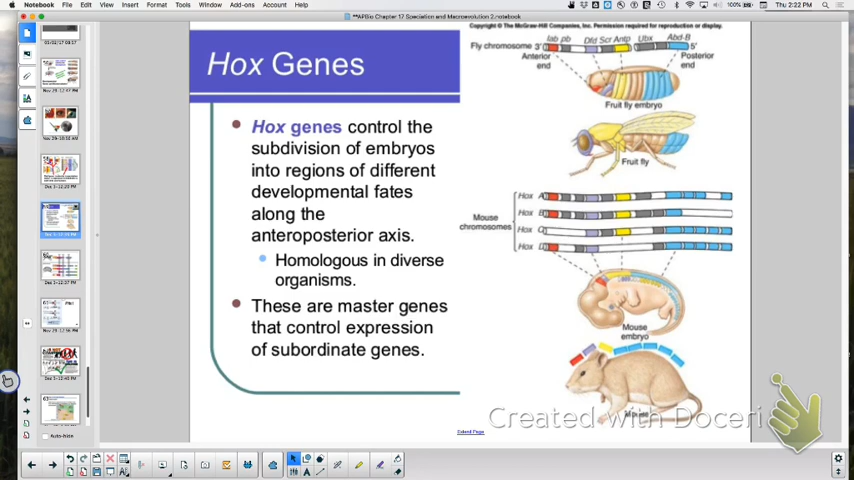 Notebook File Edit View Insert Format Tools Control Window Add-ons Account Help
Thu 2:22 PM
**APBio Chapter 17 Speciation and Macroevolution 2.notebook
Copyright © The McGraw-Hill Companies, Inc. Permission required for reproduction or display.
Hox Genes
Hox genes control the
subdivision of embryos
into regions of different
developmental fates
along the
anteroposterior axis.
Homologous in diverse
organisms.
These are master genes
that control expression
of subordinate genes.
lab pb Dfd Scr Antp Ubx Abd-B
Fly chromosome 3' 5'
Anterior
end
Posterior
end
Fruit fly embryo
Fruit fly
Mouse
chromosomes
Hox A
Hox B
Hox C
Hox D
Mouse
embryo
Mouse
Created with Doceri
Extend Page
Auto-hide